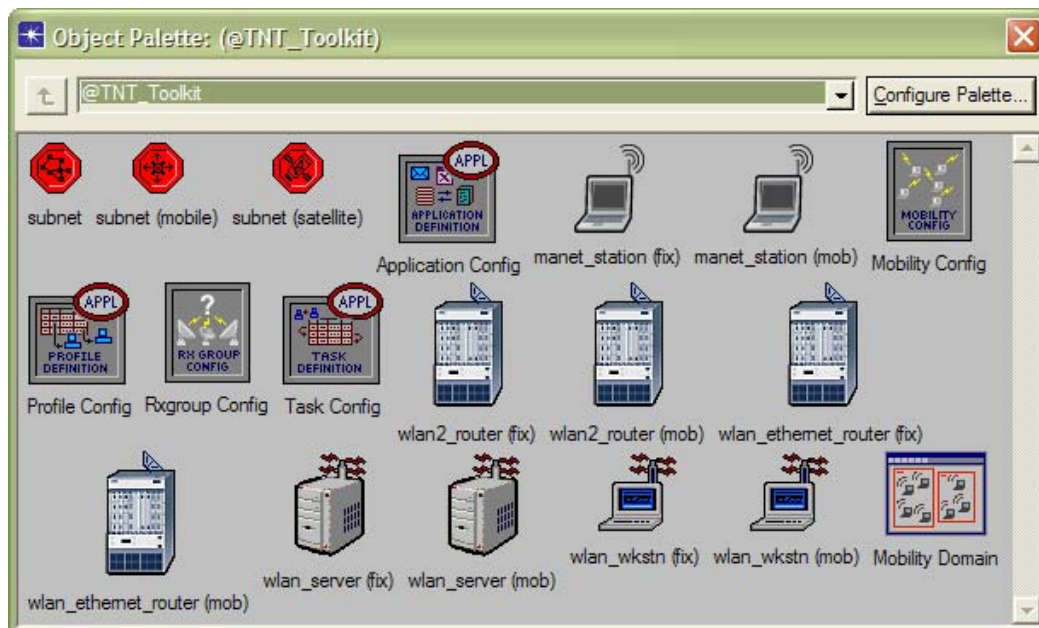 Object Palette: (@TNT_Toolkit)
@TNT_Toolkit
Configure Palette...
subnet
subnet (mobile)
subnet (satellite)
APPL
APPLICATION
DEFINITION
Application Config
manet_station (fix)
manet_station (mob)
MOBILITY
CONFIG
Mobility Config
APPL
PROFILE
DEFINITION
Profile Config
?
RX GROUP
CONFIG
Rxgroup Config
APPL
TASK
DEFINITION
Task Config
wlan2_router (fix)
wlan2_router (mob)
wlan_ethernet_router (fix)
wlan_ethernet_router (mob)
wlan_server (fix)
wlan_server (mob)
wlan_wkstn (fix)
wlan_wkstn (mob)
Mobility Domain